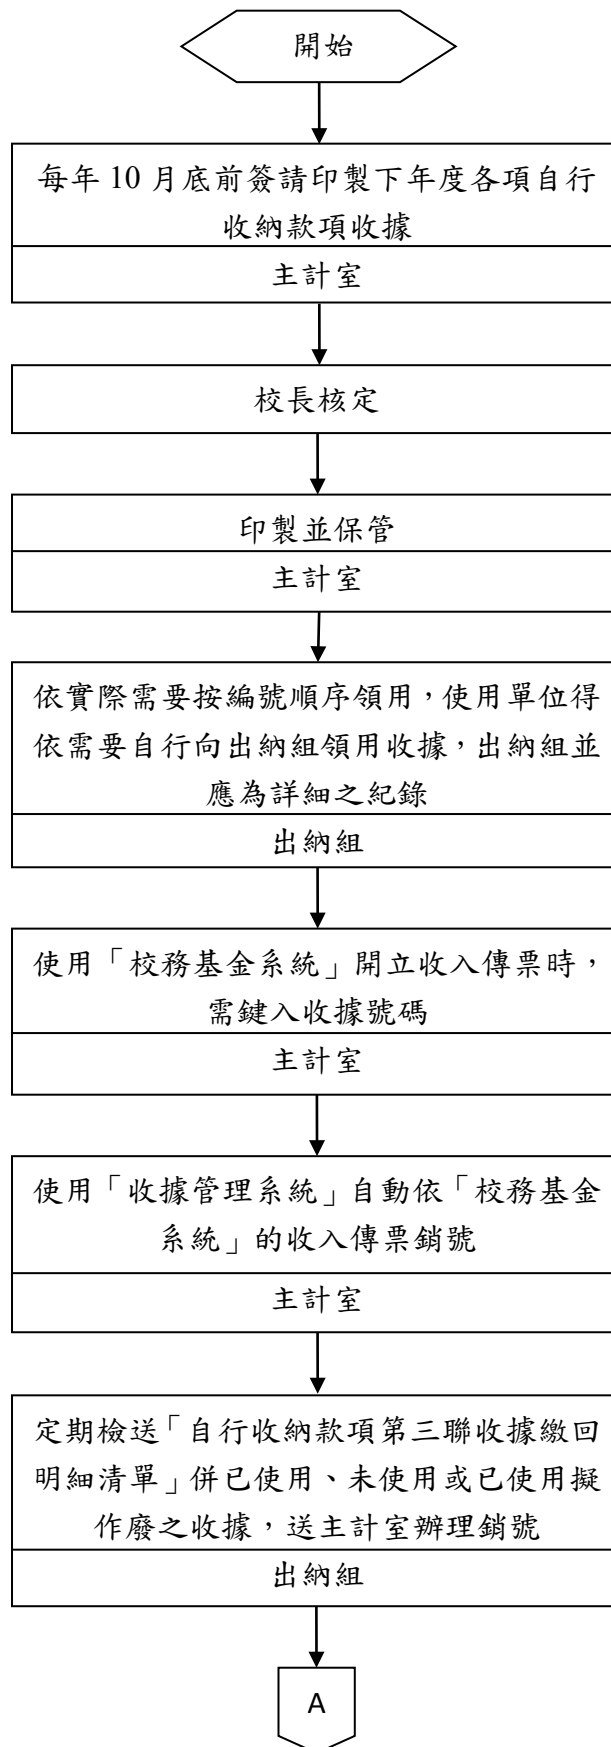 開始
每年 10 月底前簽請印製下年度各項自行
收納款項收據
主計室
校長核定
印製並保管
主計室
依實際需要按編號順序領用，使用單位得
依需要自行向出納組領用收據，出納組並
應為詳細之紀錄
出納組
使用「校務基金系統」開立收入傳票時，
需鍵入收據號碼
主計室
使用「收據管理系統」自動依「校務基金
系統」的收入傳票銷號
主計室
定期檢送「自行收納款項第三聯收據繳回
明細清單」併已使用、未使用或已使用擬
作廢之收據，送主計室辦理銷號
出納組
A